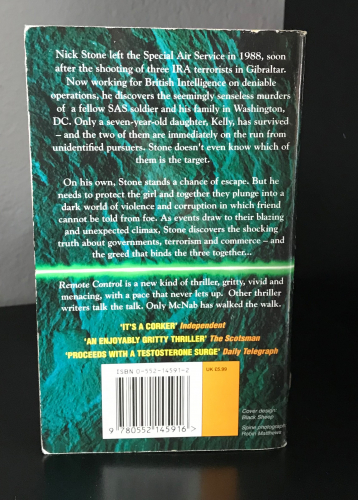 Nick Stone left the Special Air Service in 1988, soon
after the shooting of three IRA terrorists in Gibraltar.
Now working for British Intelligence on deniable
operations, he discovers the seemingly senseless murders
of a fellow SAS soldier and his family in Washington,
DC. Only a seven-year-old daughter, Kelly, has survived
– and the two of them are immediately on the run from
unidentified pursuers. Stone doesn't even know which of
them is the target.
On his own, Stone stands a chance of escape. But he
needs to protect the girl and together they plunge into a
dark world of violence and corruption in which friend
cannot be told from foe. As events draw to their blazing
and unexpected climax, Stone discovers the shocking
truth about governments, terrorism and commerce – and
the greed that binds the three together...
Remote Control is a new kind of thriller, gritty, vivid and
menacing, with a pace that never lets up. Other thriller
writers talk the talk. Only McNab has walked the walk.
'IT'S A CORKER' Independent
'AN ENJOYABLY GRITTY THRILLER' The Scotsman
'PROCEEDS WITH A TESTOSTERONE SURGE' Daily Telegraph
ISBN 0-552-14591-2
UK £5.99
9 780552 145916 >
Cover design:
Black Sheep
Spine photograph
Robin Matthews